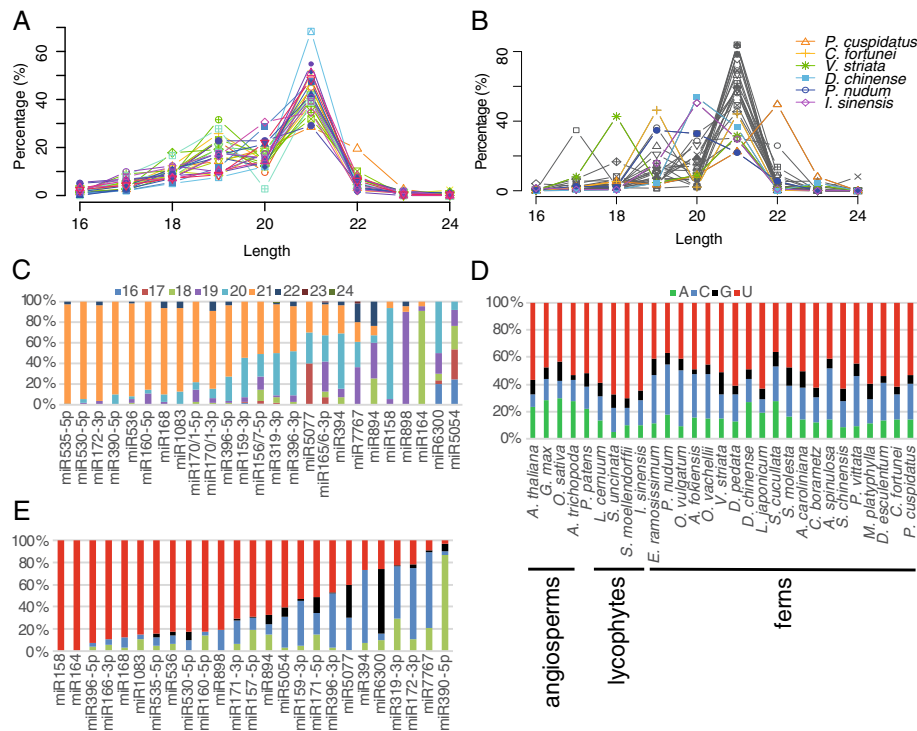 A
Percentage (%)
60
40
20
0
16 18 20 22 24
Length
B
Percentage (%)
80
40
0
16 18 20 22 24
Length
P. cuspidatus
C. fortunei
V. striata
D. chinense
P. nudum
I. sinensis
C
16 17 18 19 20 21 22 23 24
100%
80%
60%
40%
20%
0
miR535-5p
miR530-5p
miR172-3p
miR390-5p
miR536
miR160-5p
miR168
miR1083
miR170/1-5p
miR170/1-3p
miR396-5p
miR159-3p
miR156/7-5p
miR319-3p
miR396-3p
miR5077
miR165/6-3p
miR394
miR7767
miR894
miR158
miR898
miR164
miR6300
miR5054
D
A C G U
100%
80%
60%
40%
20%
0%
A. thaliana
G. max
O. sativa
A. trichopoda
P. patens
L. cernuum
S. uncinata
S. moellendorffii
I. sinensis
E. ramosissimum
P. nudum
O. vulgatum
A. fokiensis
O. vachellii
V. striata
D. pedata
D. chinense
L. japonicum
S. cucullata
S. molesta
A. caroliniana
C. borametz
A. spinulosa
S. chinensis
P. vittata
M. platyphylla
D. esculentum
C. fortunei
P. cuspidatus
angiosperms
lycophytes
ferns
E
100%
80%
60%
40%
20%
0%
miR158
miR164
miR396-5p
miR166-3p
miR168
miR1083
miR535-5p
miR536
miR530-5p
miR160-5p
miR898
miR171-3p
miR157-5p
miR894
miR5054
miR159-3p
miR171-5p
miR396-3p
miR5077
miR394
miR6300
miR319-3p
miR172-3p
miR7767
miR390-5p